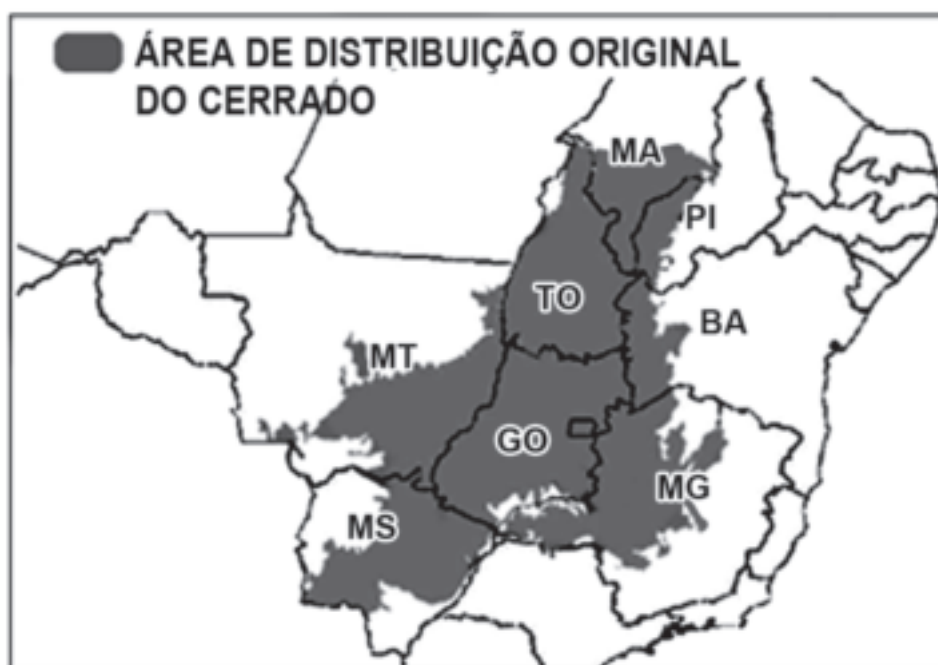 ÁREA DE DISTRIBUIÇÃO ORIGINAL
DO CERRADO
MA
PI
TO
BA
MT
GO
MG
MS